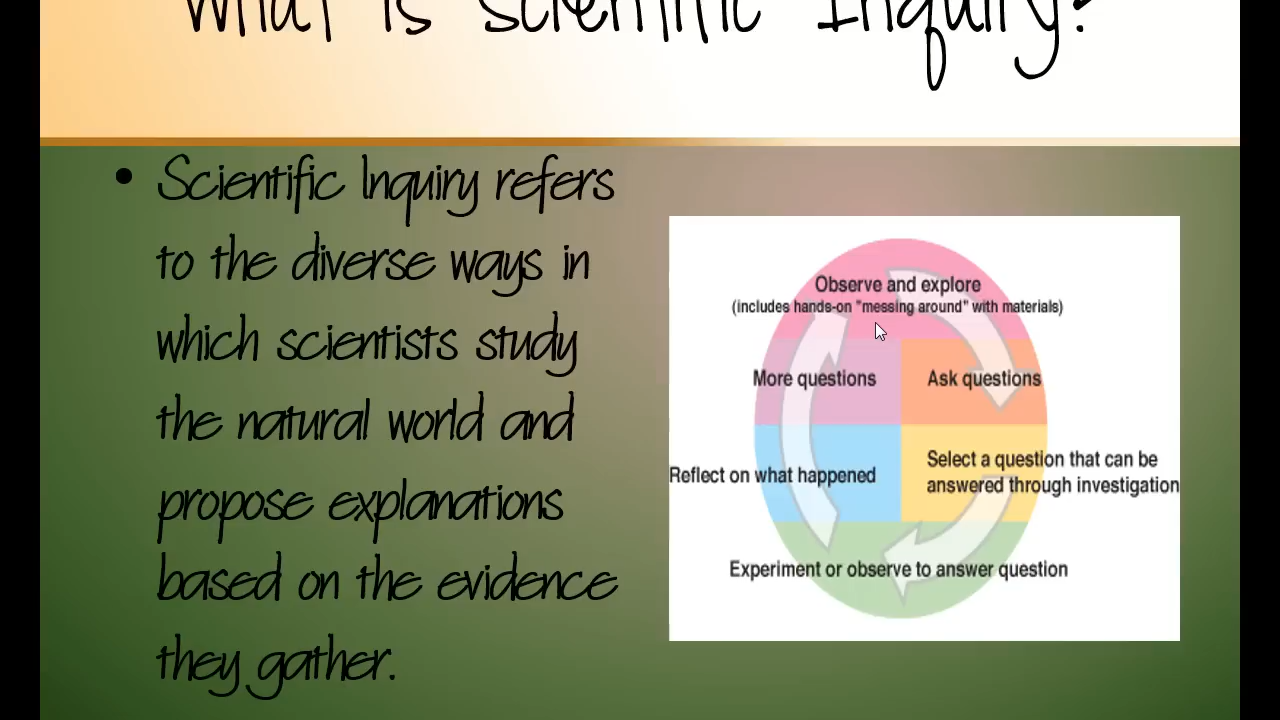 What is Scientific Inquiry?
• Scientific Inquiry refers
to the diverse ways in
which scientists study
the natural world and
propose explanations
based on the evidence
they gather.
Observe and explore
(includes hands-on "messing around" with materials)
More questions
Ask questions
Reflect on what happened
Select a question that can be
answered through investigation
Experiment or observe to answer question